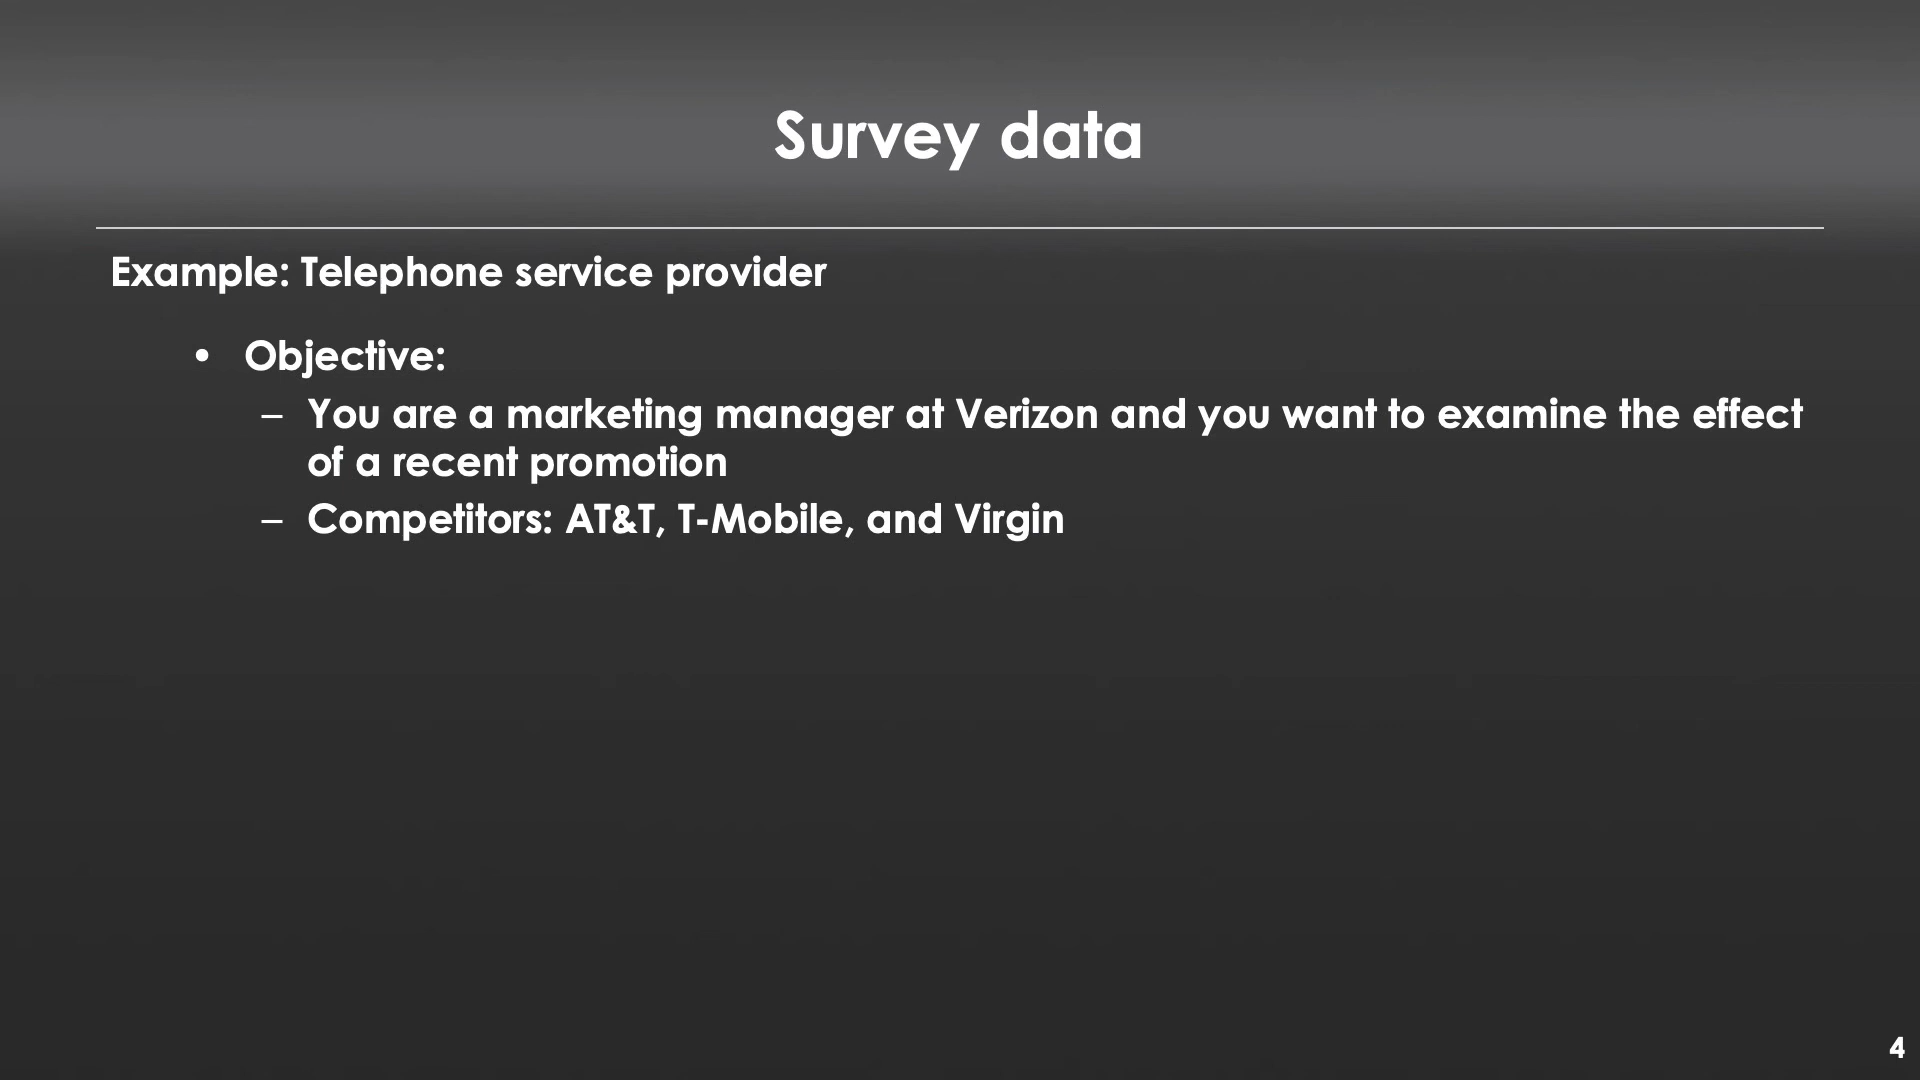 Survey data
Example: Telephone service provider
• Objective:
– You are a marketing manager at Verizon and you want to examine the effect
of a recent promotion
– Competitors: AT&T, T-Mobile, and Virgin
4